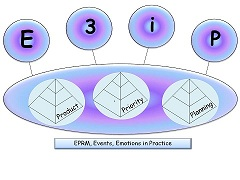 E 3 i P
Product Priority Planning
EPRM, Events, Emotions in Practice